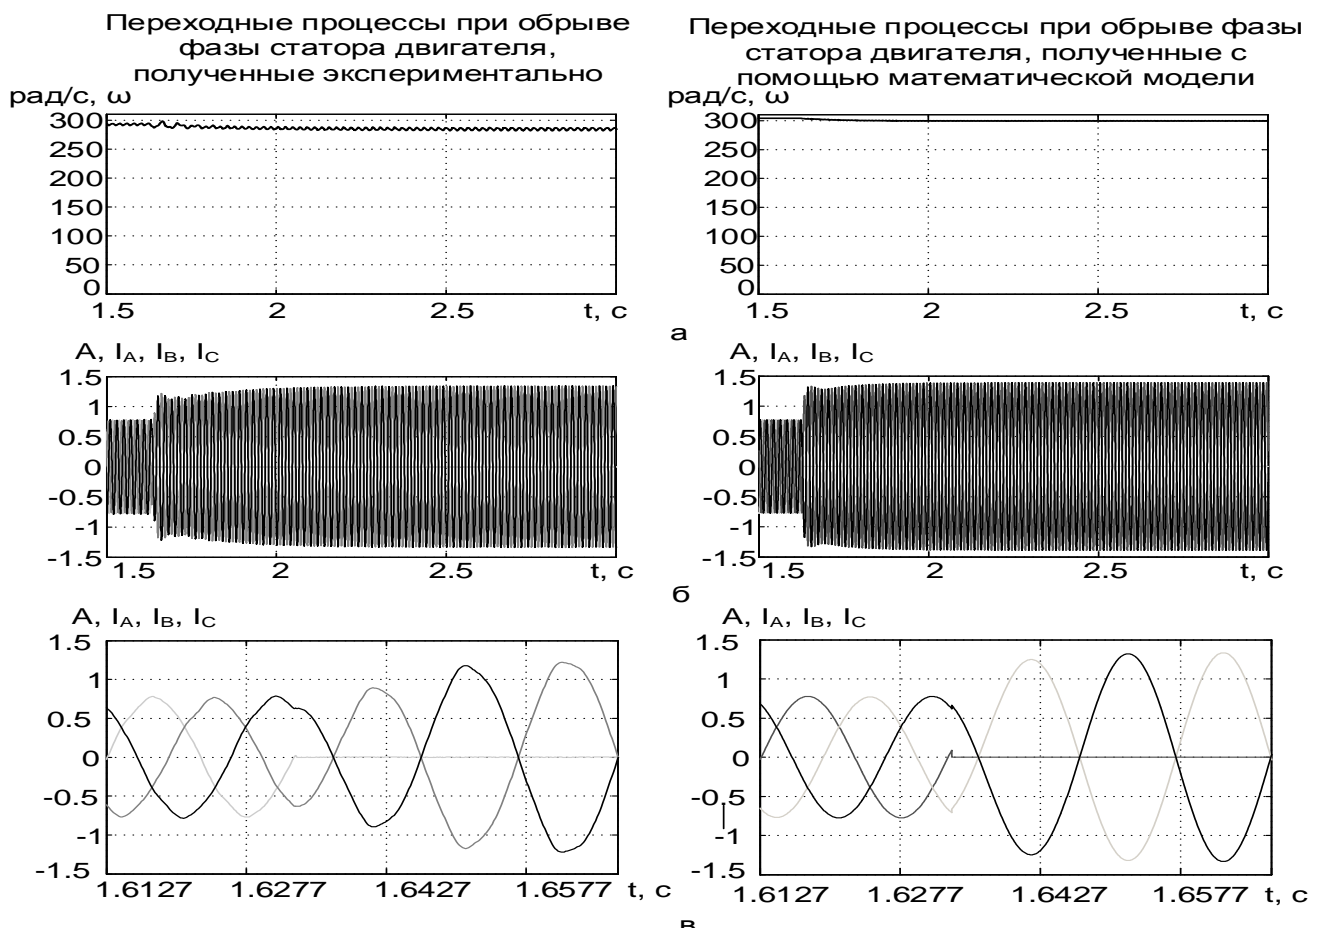 Переходные процессы при обрыве
фазы статора двигателя,
полученные экспериментально
рад/с, ω
300
250
200
150
100
50
0
1.5 2 2.5 t, с
Переходные процессы при обрыве фазы
статора двигателя, полученные с
помощью математической модели
рад/с, ω
300
250
200
150
100
50
0
1.5 2 2.5 t, с
а
A, IA, IB, IC
1.5
1
0.5
0
-0.5
-1
-1.5
1.5 2 2.5 t, с
A, IA, IB, IC
1.5
1
0.5
0
-0.5
-1
-1.5
1.5 2 2.5 t, с
б
A, IA, IB, IC
1.5
1
0.5
0
-0.5
-1
-1.5
1.6127 1.6277 1.6427 1.6577 t, с
A, IA, IB, IC
1.5
1
0.5
0
-0.5
-1
-1.5
1.6127 1.6277 1.6427 1.6577 t, с
в